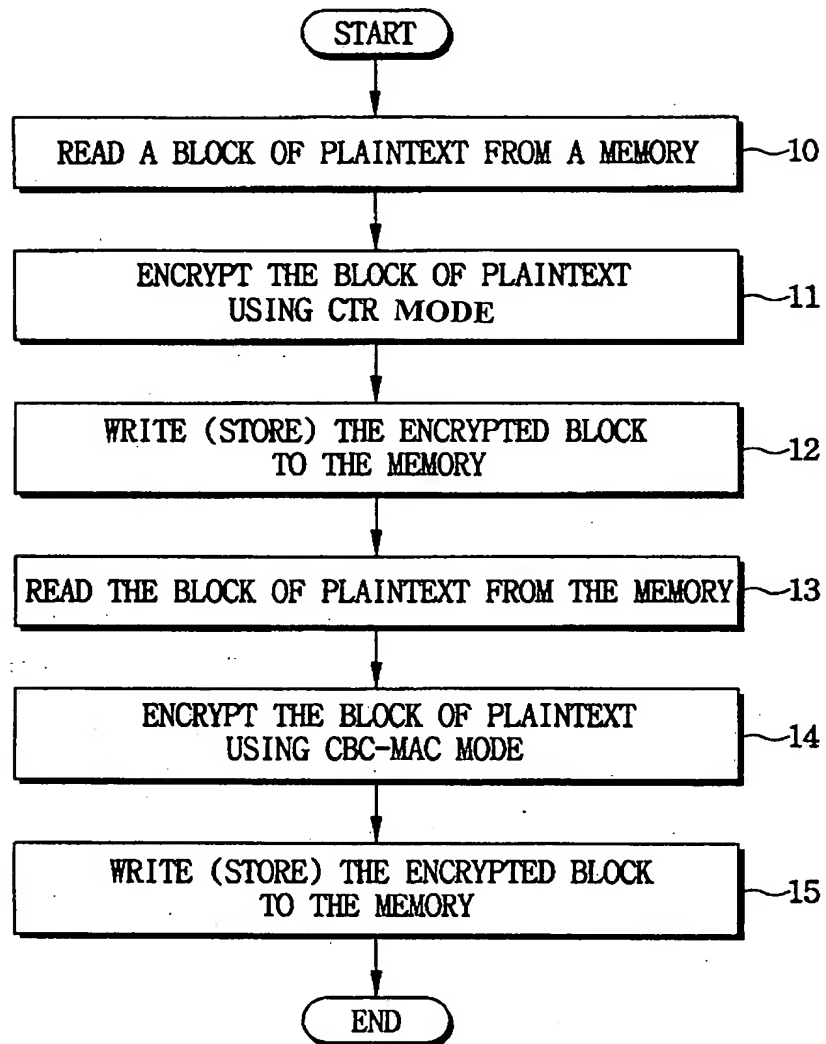 START
READ A BLOCK OF PLAINTEXT FROM A MEMORY
10
ENCRYPT THE BLOCK OF PLAINTEXT
USING CTR MODE
11
WRITE (STORE) THE ENCRYPTED BLOCK
TO THE MEMORY
12
READ THE BLOCK OF PLAINTEXT FROM THE MEMORY
13
ENCRYPT THE BLOCK OF PLAINTEXT
USING CBC-MAC MODE
14
WRITE (STORE) THE ENCRYPTED BLOCK
TO THE MEMORY
15
END